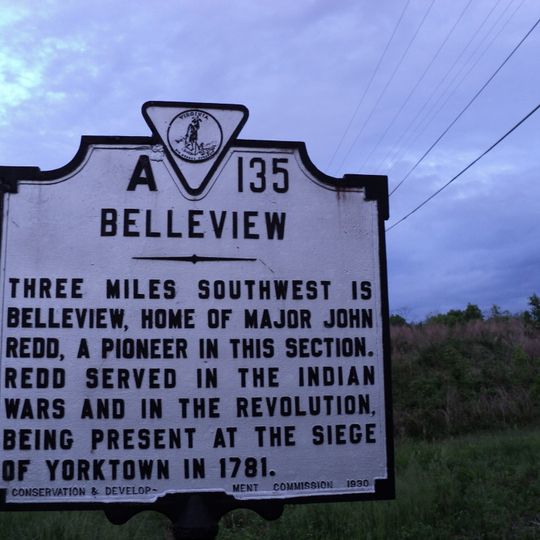 VIRGINIA
A 135
BELLEVIEW
THREE MILES SOUTHWEST IS
BELLEVIEW, HOME OF MAJOR JOHN
REDD, A PIONEER IN THIS SECTION.
REDD SERVED IN THE INDIAN
WARS AND IN THE REVOLUTION,
BEING PRESENT AT THE SIEGE
OF YORKTOWN IN 1781.
CONSERVATION & DEVELOP- MENT COMMISSION 1930